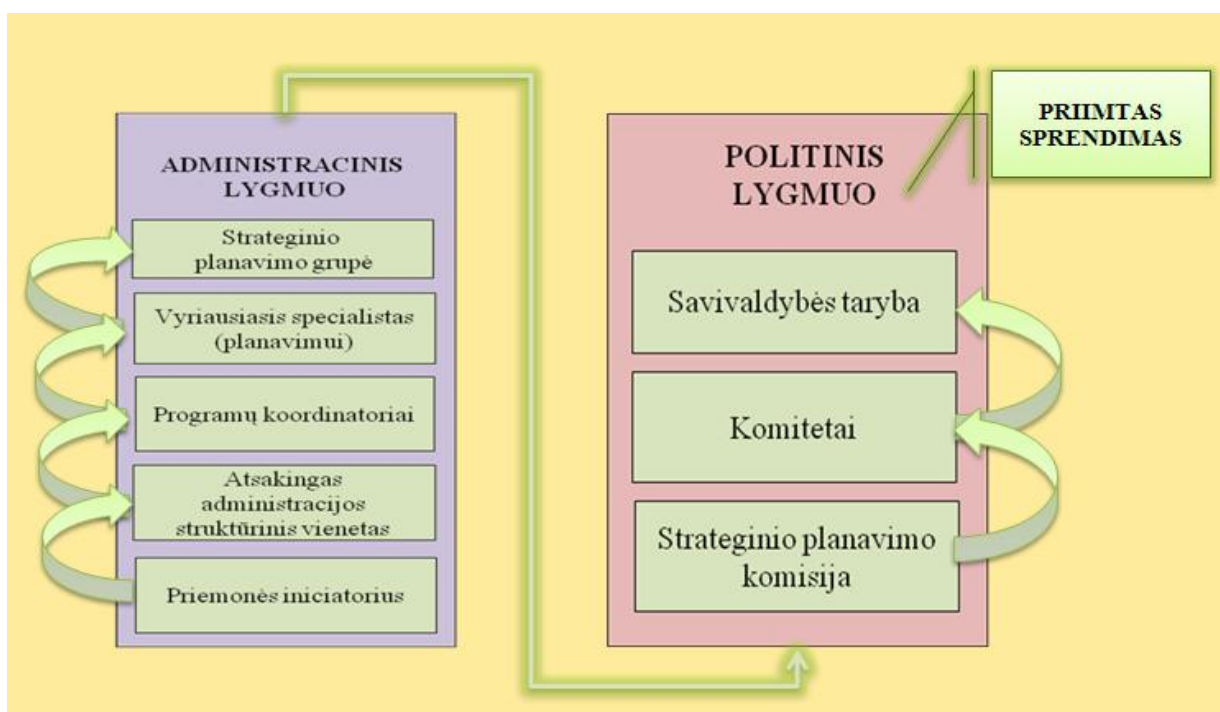 ADMINISTRACINIS
LYGMUO
Strateginio
planavimo grupė
Vyriausiasis specialistas
(planavimui)
Programų koordinatoriai
Atsakingas
administracijos
struktūrinis vienetas
Priemonės iniciatorius
POLITINIS
LYGMUO
Savivaldybės taryba
Komitetai
Strateginio planavimo
komisija
PRIIMTAS
SPRENDIMAS